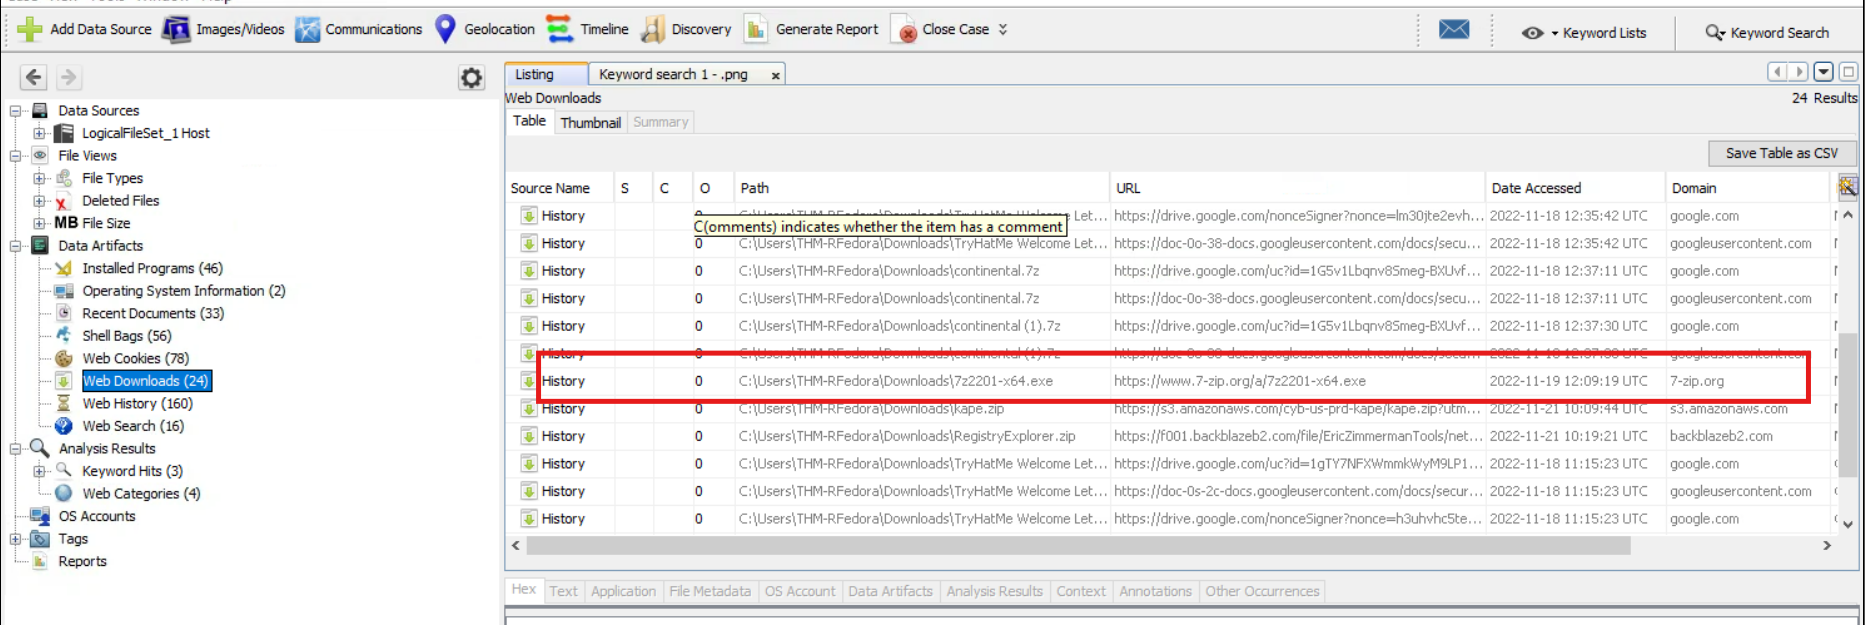 Add Data Source Images/Videos Communications Geolocation Timeline Discovery Generate Report Close Case Keyword Lists Keyword Search
Data Sources
LogicalFileSet_1 Host
File Views
File Types
Deleted Files
MB File Size
Data Artifacts
Installed Programs (46)
Operating System Information (2)
Recent Documents (33)
Shell Bags (56)
Web Cookies (78)
Web Downloads (24)
Web History (160)
Web Search (16)
Analysis Results
Keyword Hits (3)
Web Categories (4)
OS Accounts
Tags
Reports
Listing Keyword search 1 - .png x
Web Downloads 24 Results
Table Thumbnail Summary
Save Table as CSV
Source Name S C O Path URL Date Accessed Domain
History https://drive.google.com/nonceSigner?nonce=lm30jte2evh... 2022-11-18 12:35:42 UTC google.com
C(omments) indicates whether the item has a comment
History 0 C:\Users\THM-RFedora\Downloads\TryHatMe Welcome Let... https://doc-0o-38-docs.googleusercontent.com/docs/secu... 2022-11-18 12:35:42 UTC googleusercontent.com
History 0 C:\Users\THM-RFedora\Downloads\continental.7z https://drive.google.com/uc?id=1G5v1Lbqnv8Smeg-BXUvf... 2022-11-18 12:37:11 UTC google.com
History 0 C:\Users\THM-RFedora\Downloads\continental.7z https://doc-0o-38-docs.googleusercontent.com/docs/secu... 2022-11-18 12:37:11 UTC googleusercontent.com
History 0 C:\Users\THM-RFedora\Downloads\continental (1).7z https://drive.google.com/uc?id=1G5v1Lbqnv8Smeg-BXUvf... 2022-11-18 12:37:30 UTC google.com
History 0
History 0 C:\Users\THM-RFedora\Downloads\7z2201-x64.exe https://www.7-zip.org/a/7z2201-x64.exe 2022-11-19 12:09:19 UTC 7-zip.org
History 0 C:\Users\THM-RFedora\Downloads\kape.zip https://s3.amazonaws.com/cyb-us-prd-kape/kape.zip?utm... 2022-11-21 10:09:44 UTC s3.amazonaws.com
History 0 C:\Users\THM-RFedora\Downloads\RegistryExplorer.zip https://f001.backblazeb2.com/file/EricZimmermanTools/net... 2022-11-21 10:19:21 UTC backblazeb2.com
History 0 C:\Users\THM-RFedora\Downloads\TryHatMe Welcome Let... https://drive.google.com/uc?id=1gTY7NFXWmmkWyM9LP1... 2022-11-18 11:15:23 UTC google.com
History 0 C:\Users\THM-RFedora\Downloads\TryHatMe Welcome Let... https://doc-0s-2c-docs.googleusercontent.com/docs/secur... 2022-11-18 11:15:23 UTC googleusercontent.com
History 0 C:\Users\THM-RFedora\Downloads\TryHatMe Welcome Let... https://drive.google.com/nonceSigner?nonce=h3uhvhc5te... 2022-11-18 11:15:23 UTC google.com
Hex Text Application File Metadata OS Account Data Artifacts Analysis Results Context Annotations Other Occurrences